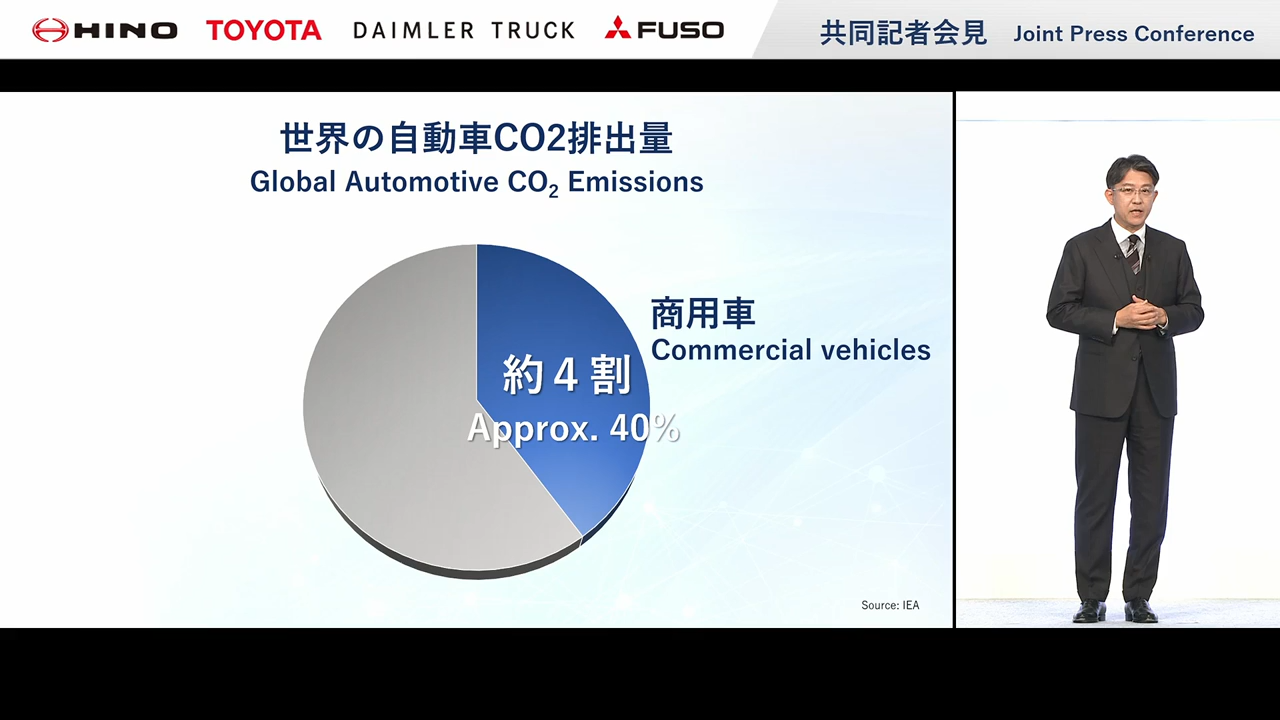 HINO
TOYOTA
DAIMLER TRUCK
FUSO
共同記者会見 Joint Press Conference
世界の自動車CO2排出量
Global Automotive CO₂ Emissions
商用車
Commercial vehicles
約4割
Approx. 40%
Source: IEA